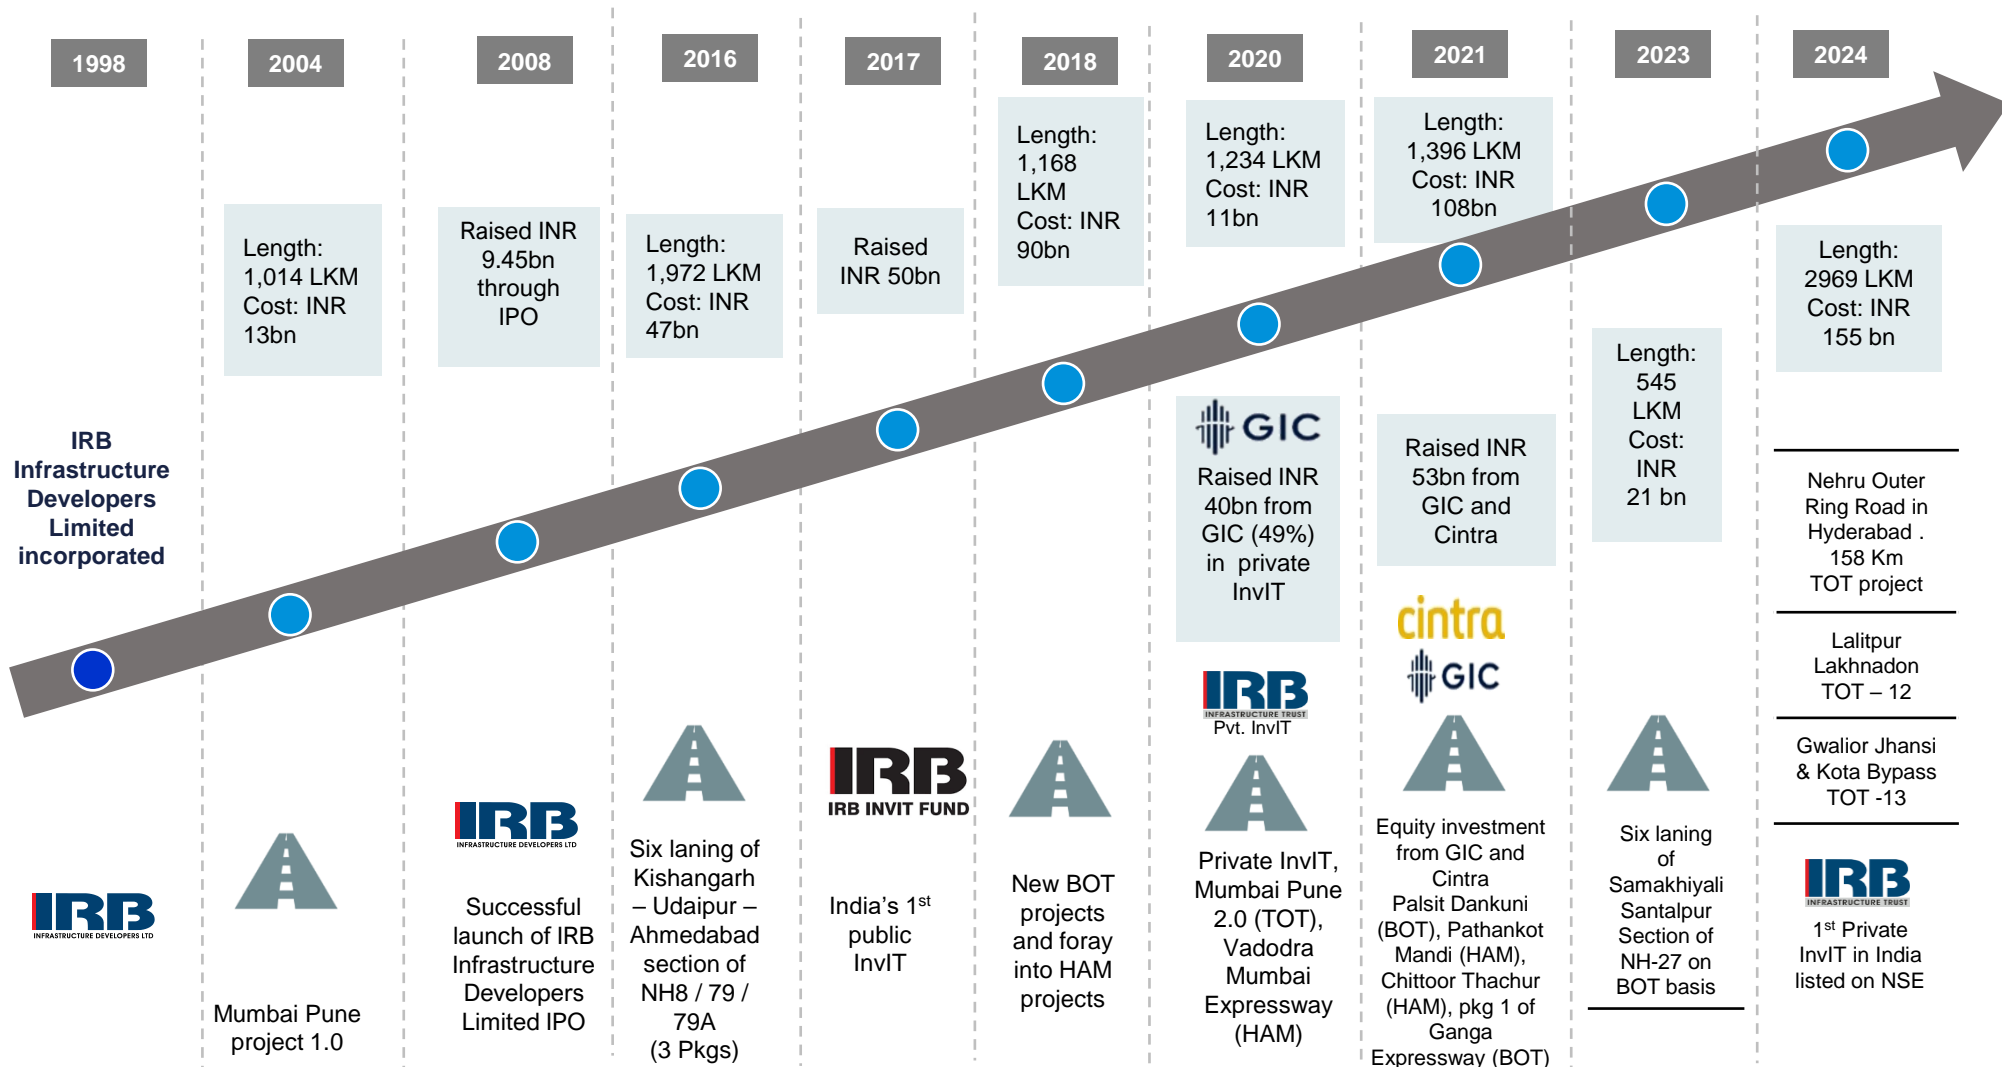 1998
IRB
Infrastructure
Developers
Limited
incorporated
IRB
INFRASTRUCTURE DEVELOPERS LTD
2004
Length:
1,014 LKM
Cost: INR
13bn
Mumbai Pune
project 1.0
2008
Raised INR
9.45bn
through
IPO
IRB
INFRASTRUCTURE DEVELOPERS LTD
Successful
launch of IRB
Infrastructure
Developers
Limited IPO
2016
Length:
1,972 LKM
Cost: INR
47bn
Six laning of
Kishangarh
– Udaipur –
Ahmedabad
section of
NH8 / 79 /
79A
(3 Pkgs)
2017
Raised
INR 50bn
IRB
IRB INVIT FUND
India's 1st
public
InvIT
2018
Length:
1,168
LKM
Cost: INR
90bn
New BOT
projects
and foray
into HAM
projects
2020
Length:
1,234 LKM
Cost: INR
11bn
GIC
Raised INR
40bn from
GIC (49%)
in private
InvIT
IRB
INFRASTRUCTURE TRUST
Pvt. InvIT
Private InvIT,
Mumbai Pune
2.0 (TOT),
Vadodra
Mumbai
Expressway
(HAM)
2021
Length:
1,396 LKM
Cost: INR
108bn
Raised INR
53bn from
GIC and
Cintra
cintra
GIC
Equity investment
from GIC and
Cintra
Palsit Dankuni
(BOT), Pathankot
Mandi (HAM),
Chittoor Thachur
(HAM), pkg 1 of
Ganga
Expressway (BOT)
2023
Length:
545
LKM
Cost:
INR
21 bn
Six laning
of
Samakhiyali
Santalpur
Section of
NH-27 on
BOT basis
2024
Length:
2969 LKM
Cost: INR
155 bn
Nehru Outer
Ring Road in
Hyderabad .
158 Km
TOT project
Lalitpur
Lakhnadon
TOT – 12
Gwalior Jhansi
& Kota Bypass
TOT -13
IRB
INFRASTRUCTURE TRUST
1st Private
InvIT in India
listed on NSE